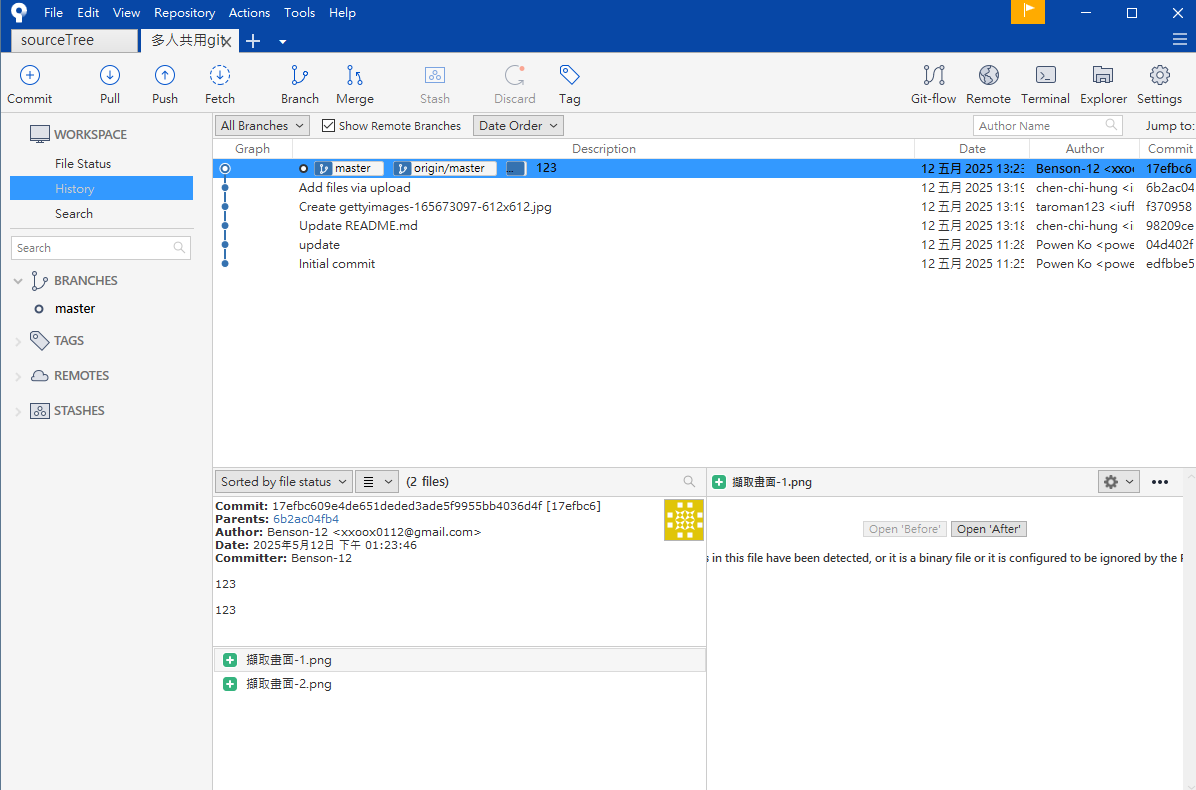 File Edit View Repository Actions Tools Help
sourceTree 多人共用git
Commit Pull Push Fetch Branch Merge Stash Discard Tag Git-flow Remote Terminal Explorer Settings
WORKSPACE
File Status
History
Search
Search
BRANCHES
master
TAGS
REMOTES
STASHES
All Branches Show Remote Branches Date Order Author Name Jump to:
Graph Description Date Author Commit
master origin/master ... 123 12 五月 2025 13:23 Benson-12 <xxoo 17efbc6
Add files via upload 12 五月 2025 13:19 chen-chi-hung <i 6b2ac04
Create gettyimages-165673097-612x612.jpg 12 五月 2025 13:19 taroman123 <iuff f370958
Update README.md 12 五月 2025 13:18 chen-chi-hung <i 98209ce
update 12 五月 2025 11:28 Powen Ko <powe 04d402f
Initial commit 12 五月 2025 11:25 Powen Ko <powe edfbbe5
Sorted by file status (2 files)
Commit: 17efbc609e4de651deded3ade5f9955bb4036d4f [17efbc6]
Parents: 6b2ac04fb4
Author: Benson-12 <xxoox0112@gmail.com>
Date: 2025年5月12日 下午 01:23:46
Committer: Benson-12
123
123
擷取畫面-1.png
擷取畫面-2.png
擷取畫面-1.png
Open 'Before' Open 'After'
s in this file have been detected, or it is a binary file or it is configured to be ignored by the